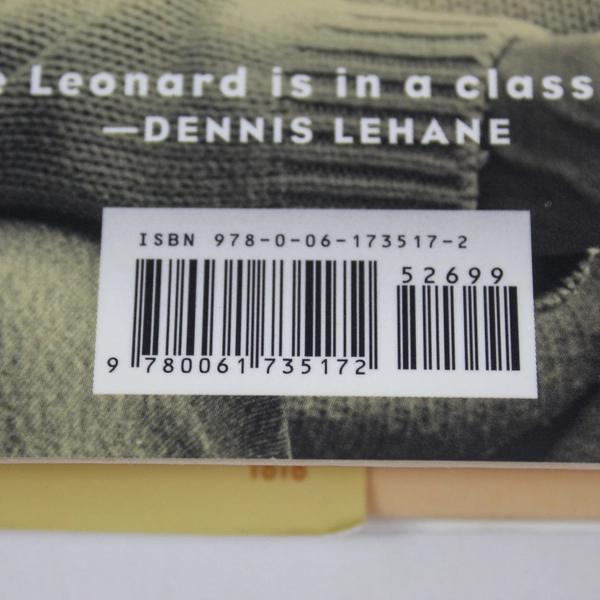 e Leonard is in a class
—DENNIS LEHANE
ISBN 978-0-06-173517-2
52699
9 780061 735172